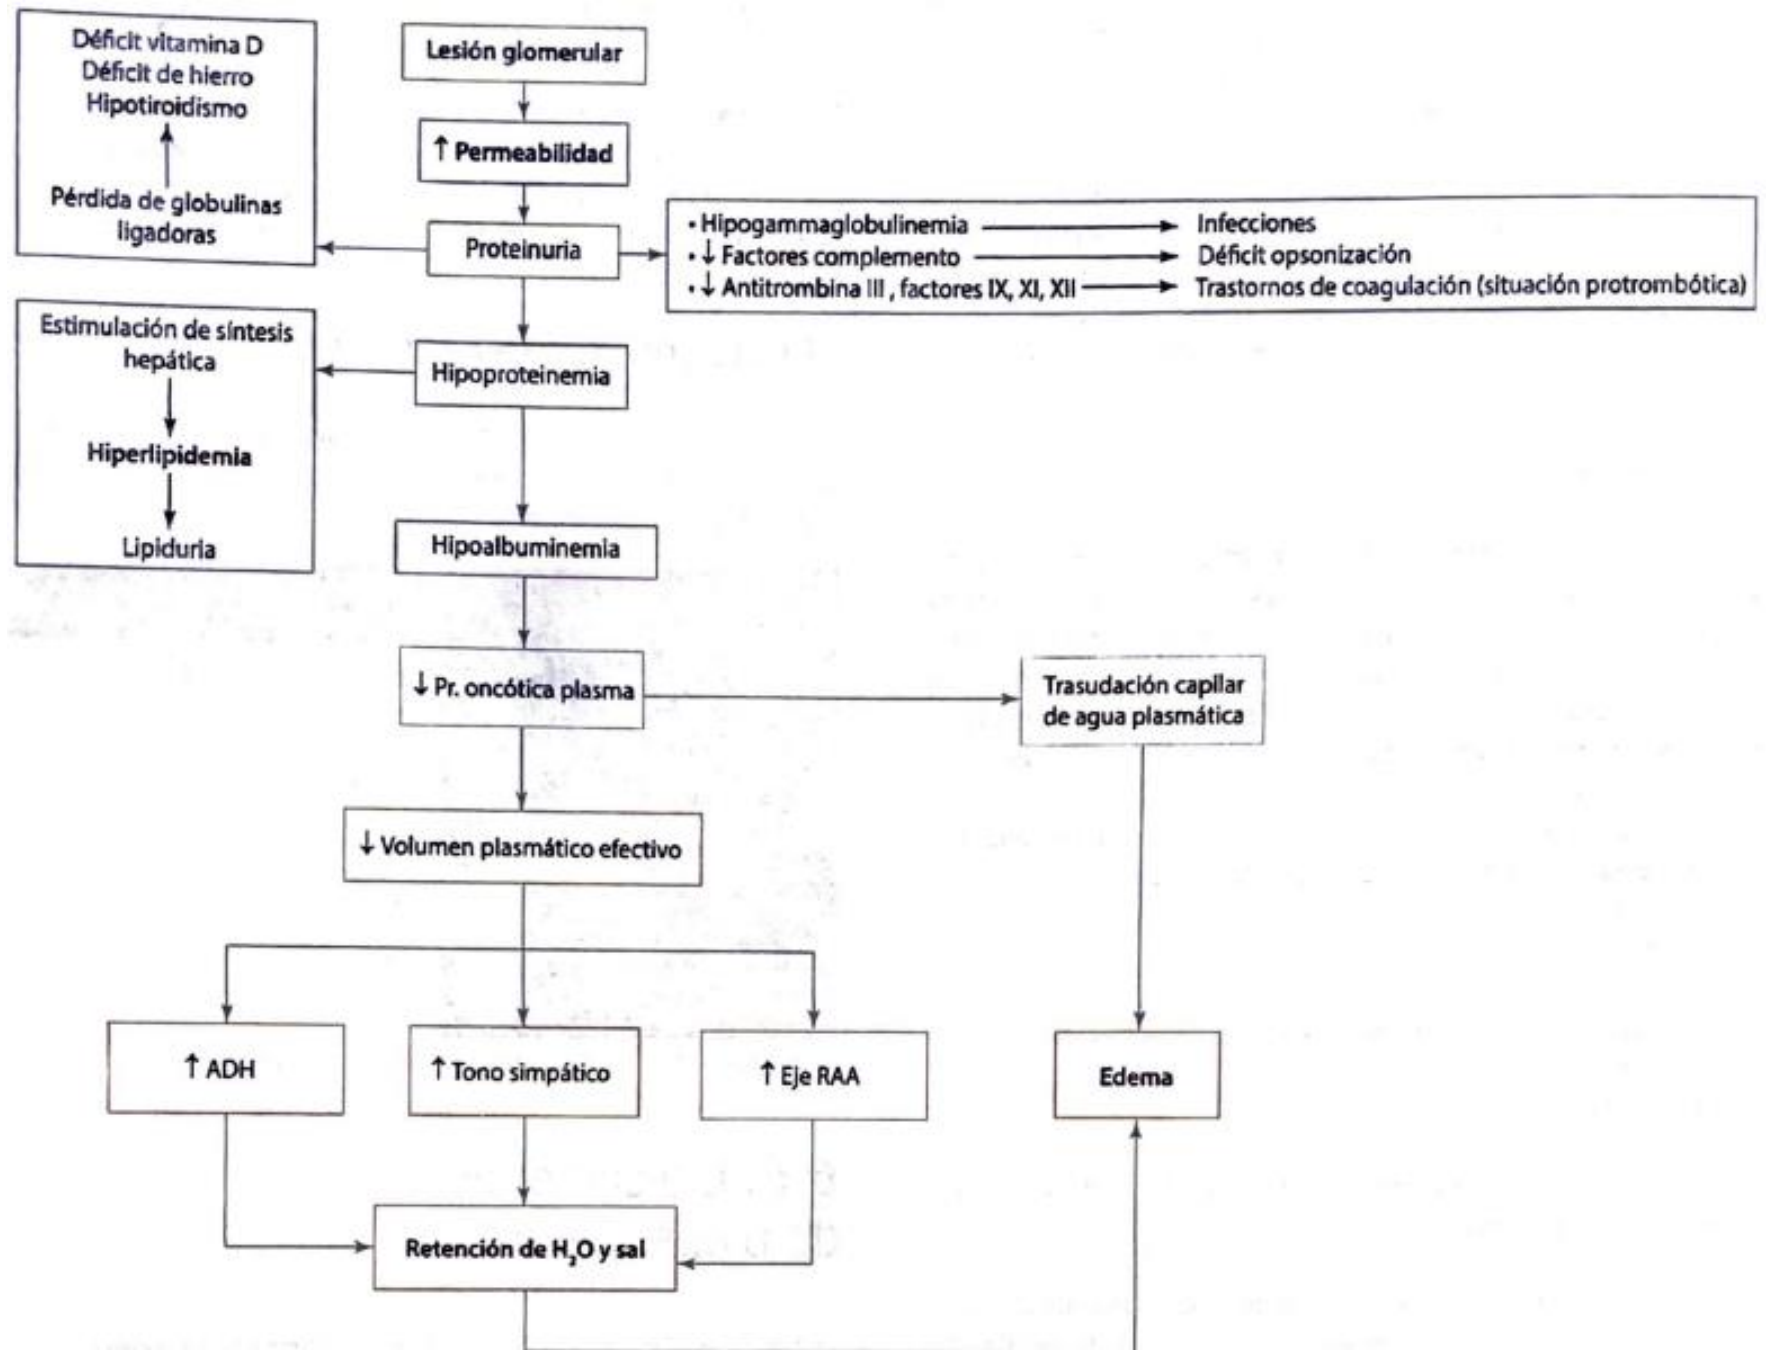 Déficit vitamina D
Déficit de hierro
Hipotiroidismo
Pérdida de globulinas
ligadoras
Lesión glomerular
↑ Permeabilidad
Proteinuria
• Hipogammaglobulinemia → Infecciones
• ↓ Factores complemento → Déficit opsonización
• ↓ Antitrombina III , factores IX, XI, XII → Trastornos de coagulación (situación protrombótica)
Estimulación de síntesis
hepática
Hiperlipidemia
Lipiduria
Hipoproteinemia
Hipoalbuminemia
↓ Pr. oncótica plasma
Trasudación capilar
de agua plasmática
↓ Volumen plasmático efectivo
↑ ADH
↑ Tono simpático
↑ Eje RAA
Edema
Retención de H₂O y sal